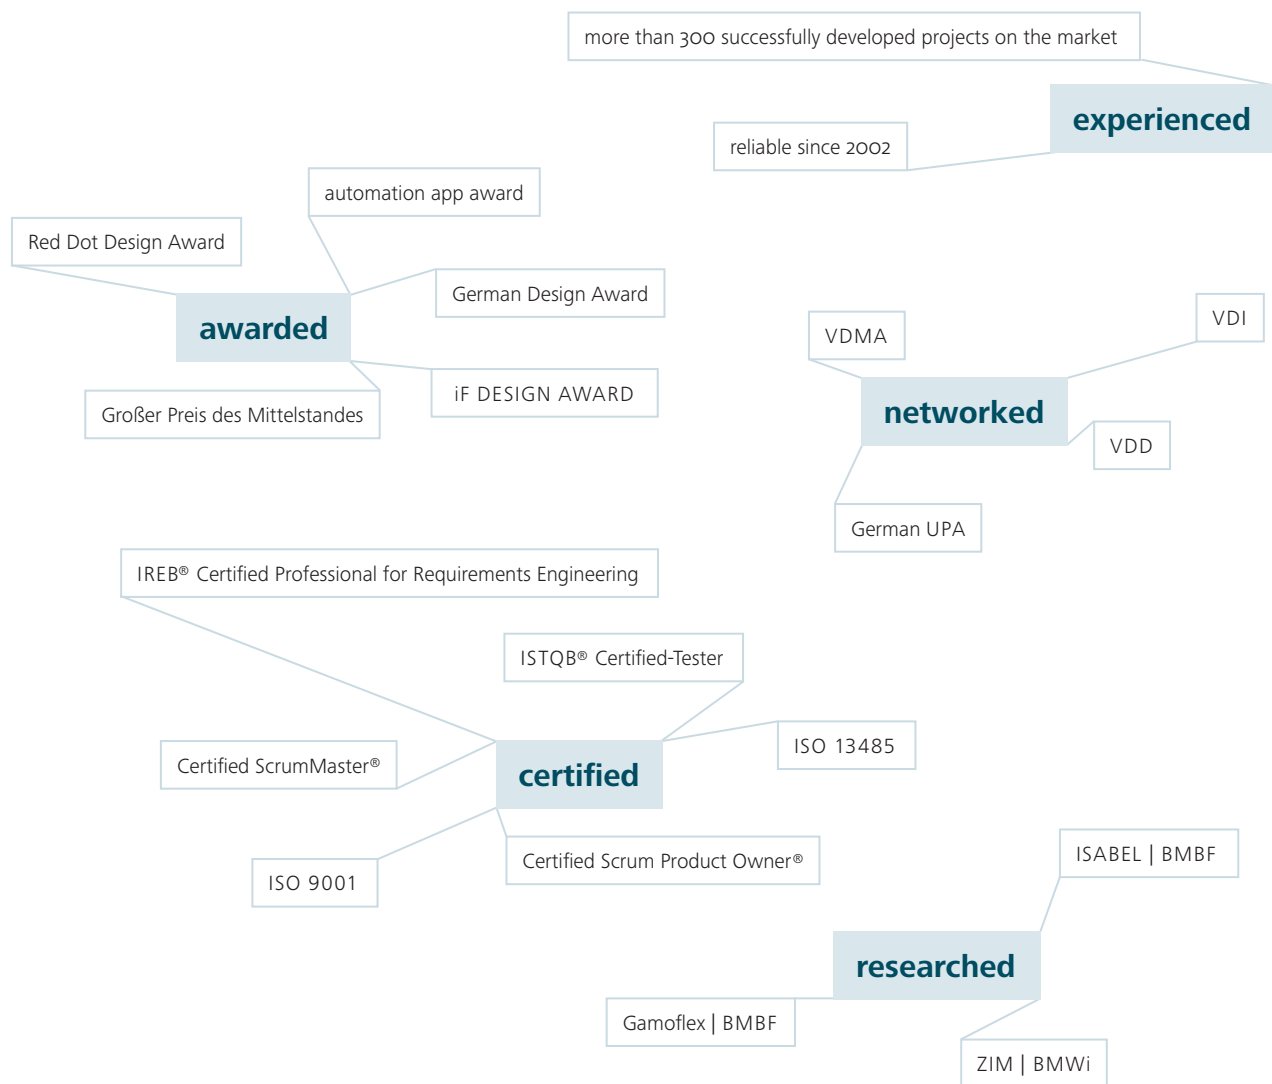 more than 300 successfully developed projects on the market
experienced
reliable since 2002
automation app award
Red Dot Design Award
German Design Award
awarded
iF DESIGN AWARD
Großer Preis des Mittelstandes
VDI
VDMA
networked
VDD
German UPA
IREB® Certified Professional for Requirements Engineering
ISTQB® Certified-Tester
ISO 13485
Certified ScrumMaster®
certified
Certified Scrum Product Owner®
ISO 9001
ISABEL | BMBF
researched
Gamoflex | BMBF
ZIM | BMWi